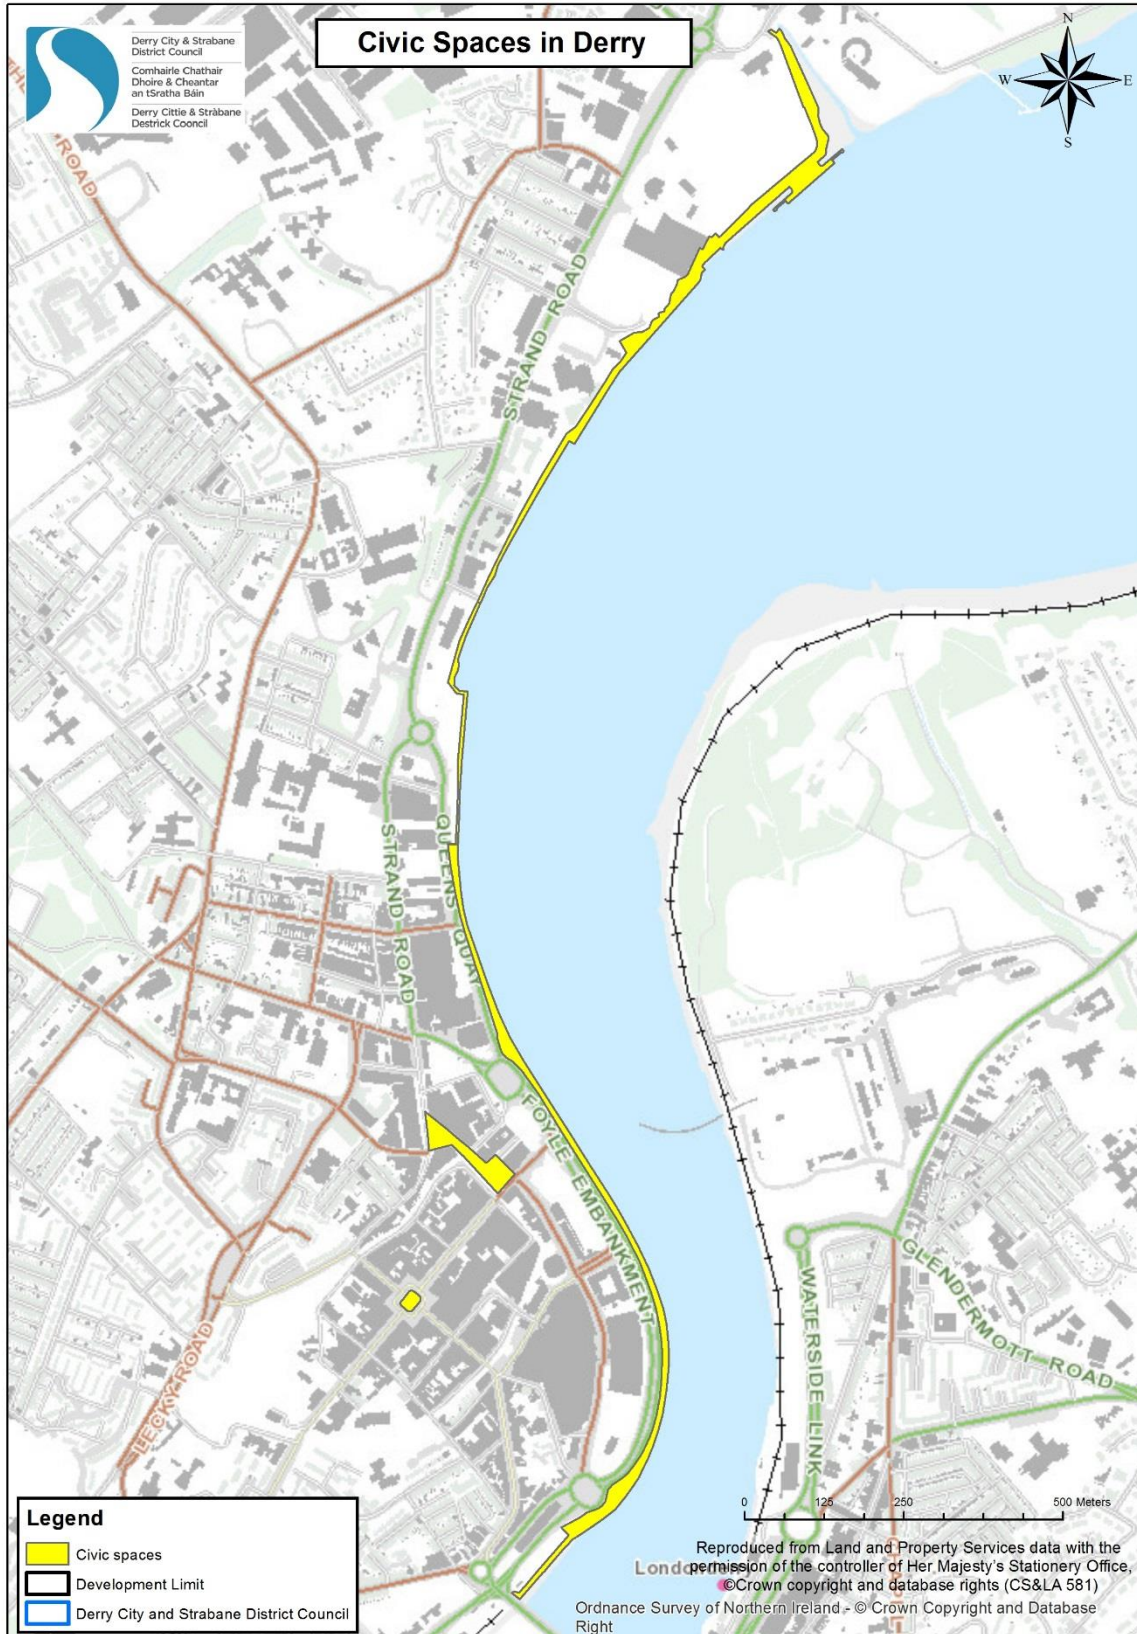 Civic Spaces in Derry
Derry City & Strabane
District Council
Comhairle Chathair
Dhoire & Cheantar
an tSratha Báin
Derry Cittie & Stràbane
Destrìck Cooncil
N
W
E
S
ROAD
STRAND ROAD
QUEENS QUAY
STRAND ROAD
FOYLE EMBANKMENT
LECKY ROAD
WATERSIDE LINK
GLENDERMOTT ROAD
Legend
Civic spaces
Development Limit
Derry City and Strabane District Council
0 125 250 500 Meters
Reproduced from Land and Property Services data with the
permission of the controller of Her Majesty's Stationery Office,
©Crown copyright and database rights (CS&LA 581)
Ordnance Survey of Northern Ireland - © Crown Copyright and Database
Right